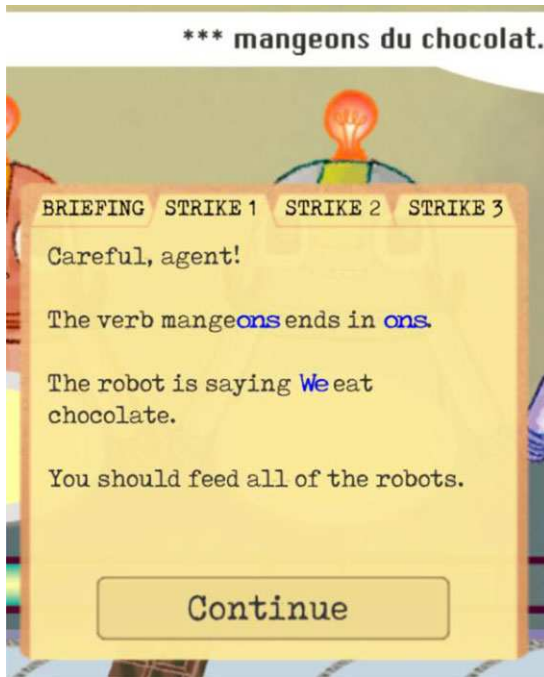 *** mangeons du chocolat.
BRIEFING STRIKE 1 STRIKE 2 STRIKE 3
Careful, agent!
The verb mangeons ends in ons.
The robot is saying We eat
chocolate.
You should feed all of the robots.
Continue